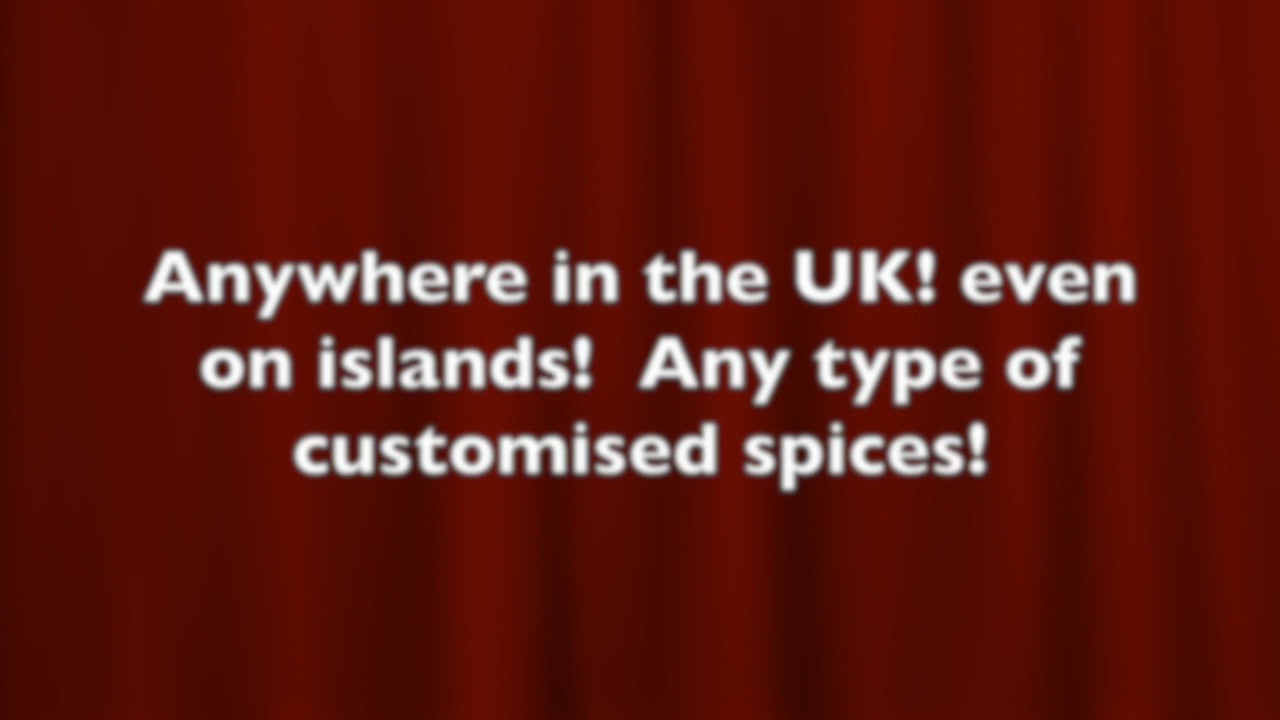 Anywhere in the UK! even
on islands!  Any type of
customised spices!